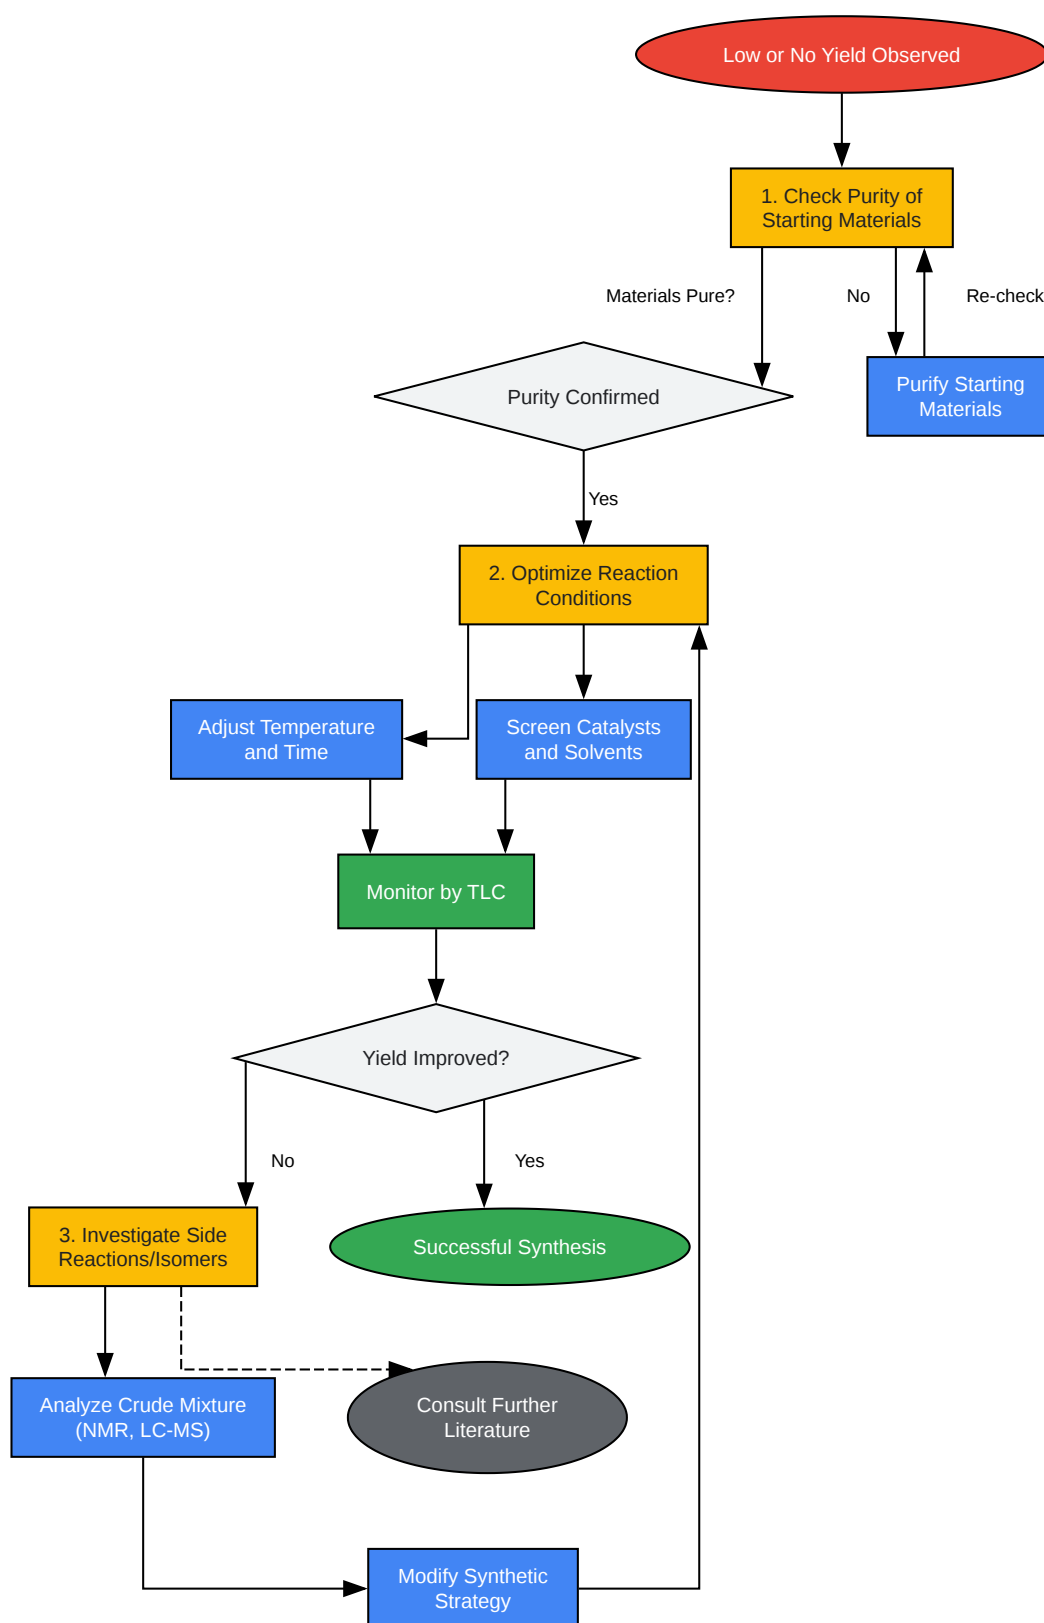 Low or No Yield Observed
1. Check Purity of
Starting Materials
Materials Pure?
No
Re-check
Purify Starting
Materials
Purity Confirmed
Yes
2. Optimize Reaction
Conditions
Adjust Temperature
and Time
Screen Catalysts
and Solvents
Monitor by TLC
Yield Improved?
No
Yes
3. Investigate Side
Reactions/Isomers
Successful Synthesis
Analyze Crude Mixture
(NMR, LC-MS)
Consult Further
Literature
Modify Synthetic
Strategy